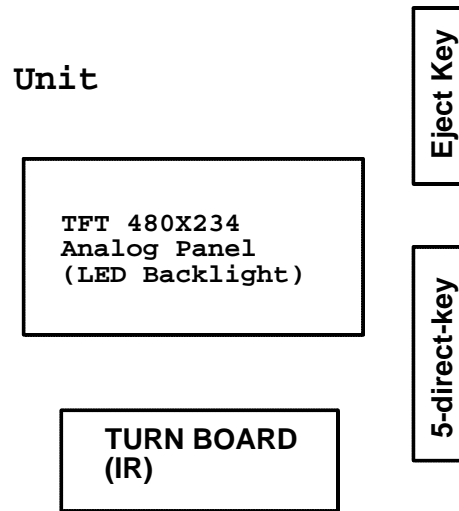 Unit
Eject Key
TFT 480X234
Analog Panel
(LED Backlight)
5-direct-key
TURN BOARD
(IR)